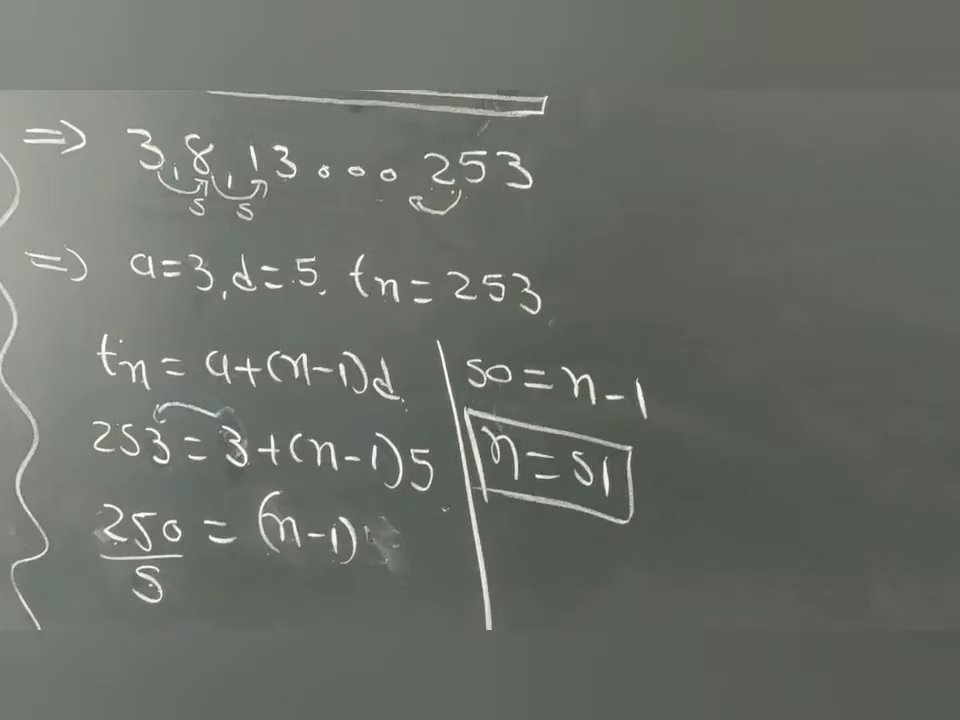 => 3, 8, 13 ... 253
5 5
=> a=3, d=5, tn=253
tn = a+(n-1)d
253 = 3+(n-1)5
250/5 = (n-1)
50=n-1
n=51